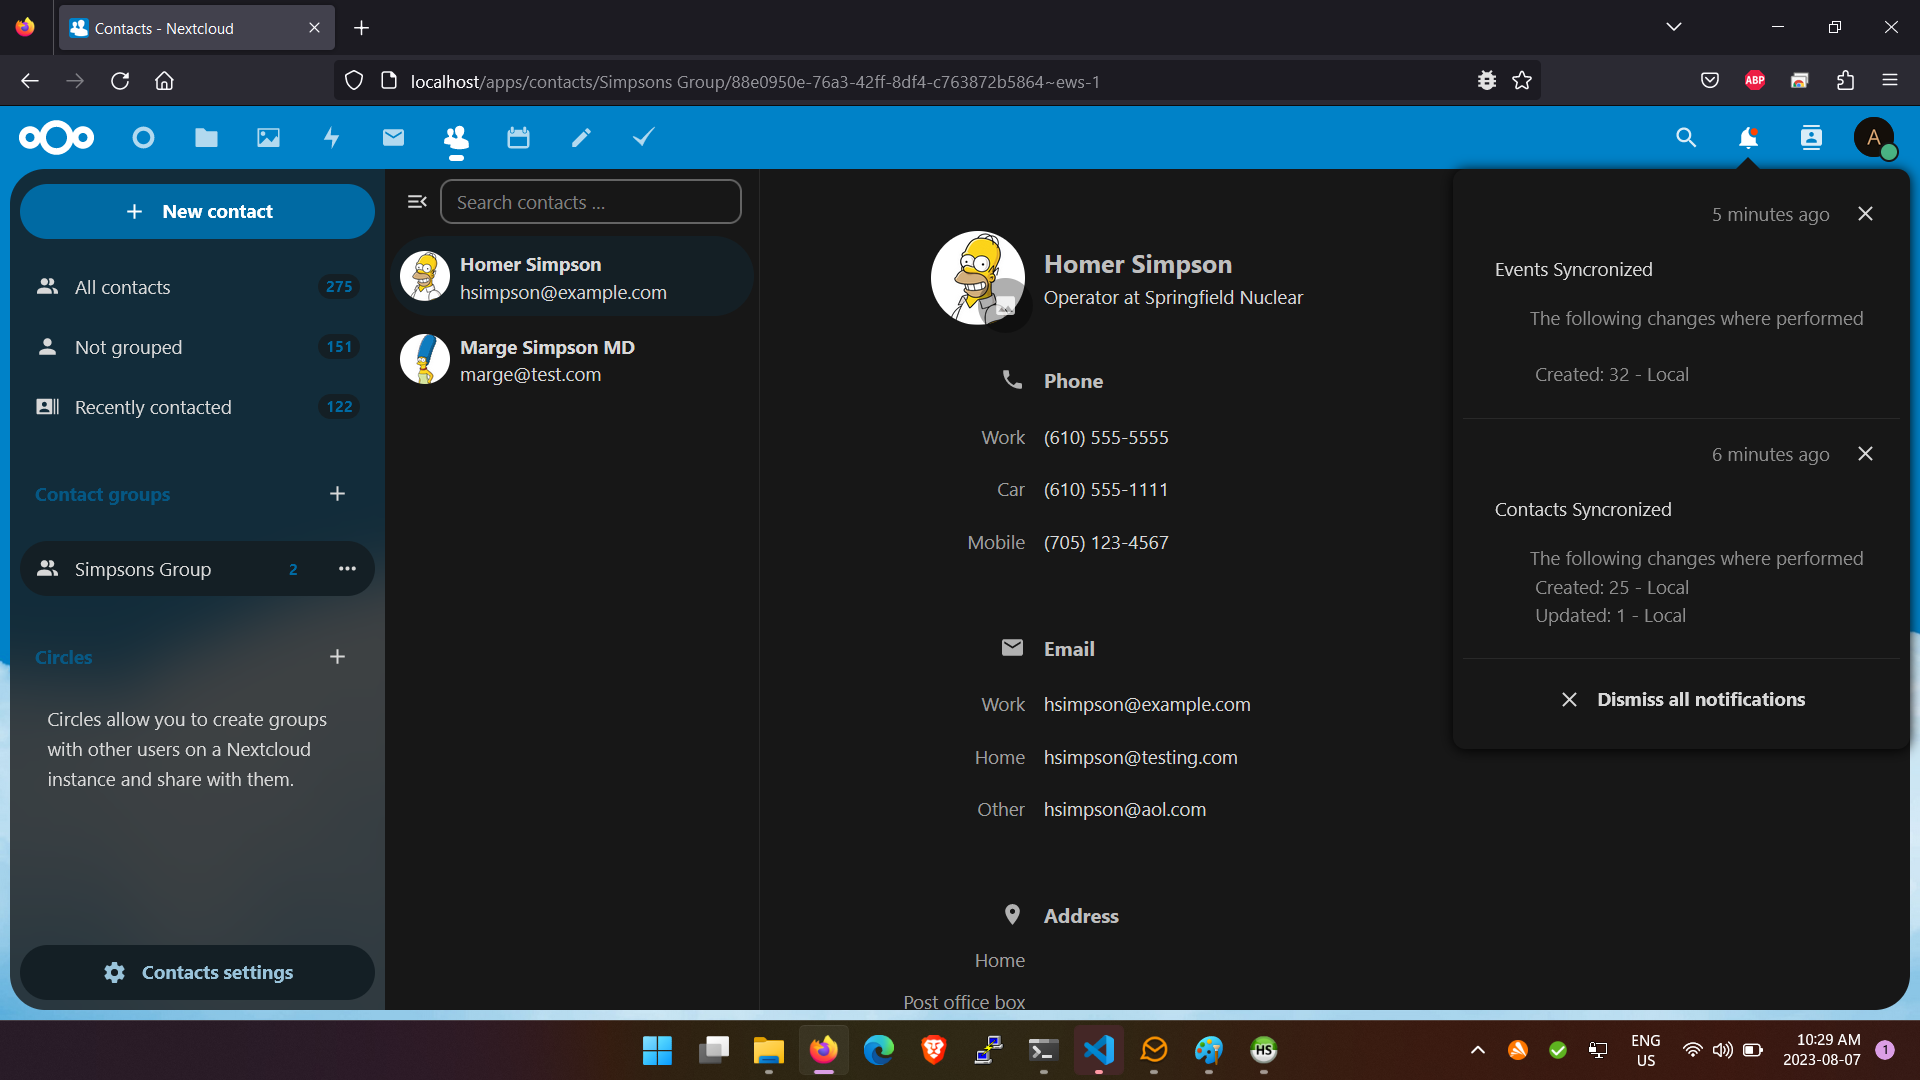 Contacts - Nextcloud
localhost/apps/contacts/Simpsons Group/88e0950e-76a3-42ff-8df4-c763872b5864~ews-1
ABP
A
New contact
All contacts 275
Not grouped 151
Recently contacted 122
Contact groups
Simpsons Group 2
Circles
Circles allow you to create groups
with other users on a Nextcloud
instance and share with them.
Contacts settings
Search contacts ...
Homer Simpson
hsimpson@example.com
Marge Simpson MD
marge@test.com
Homer Simpson
Operator at Springfield Nuclear
Phone
Work (610) 555-5555
Car (610) 555-1111
Mobile (705) 123-4567
Email
Work hsimpson@example.com
Home hsimpson@testing.com
Other hsimpson@aol.com
Address
Home
Post office box
5 minutes ago
Events Syncronized
The following changes where performed
Created: 32 - Local
6 minutes ago
Contacts Syncronized
The following changes where performed
Created: 25 - Local
Updated: 1 - Local
Dismiss all notifications
HS
ENG
US
10:29 AM
2023-08-07
1